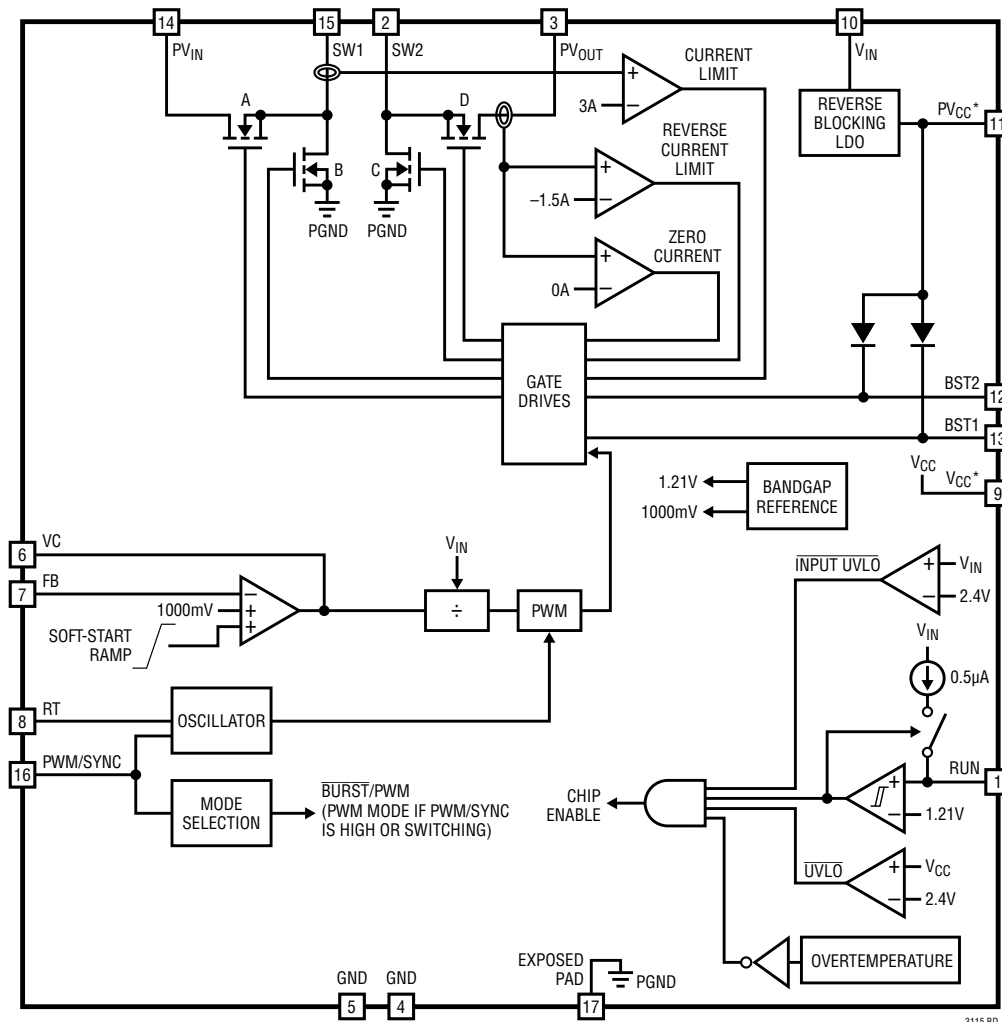 14
15
2
3
10
PVIN
SW1
SW2
PVOUT
VIN
A
D
+
–
3A
CURRENT
LIMIT
REVERSE
BLOCKING
LDO
PVCC*
11
B
C
PGND
PGND
+
–
–1.5A
REVERSE
CURRENT
LIMIT
+
–
0A
ZERO
CURRENT
GATE
DRIVES
BST2
12
BST1
13
VCC
VCC*
9
1.21V
1000mV
BANDGAP
REFERENCE
6
VC
7
FB
1000mV
SOFT-START
RAMP
–
+
+
VIN
÷
PWM
INPUT UVLO
+
–
VIN
2.4V
VIN
0.5µA
8
RT
OSCILLATOR
16
PWM/SYNC
MODE
SELECTION
BURST/PWM
(PWM MODE IF PWM/SYNC
IS HIGH OR SWITCHING)
CHIP
ENABLE
RUN
1
+
–
1.21V
UVLO
+
–
VCC
2.4V
OVERTEMPERATURE
GND
5
GND
4
EXPOSED
PAD
17
PGND
3115 BD